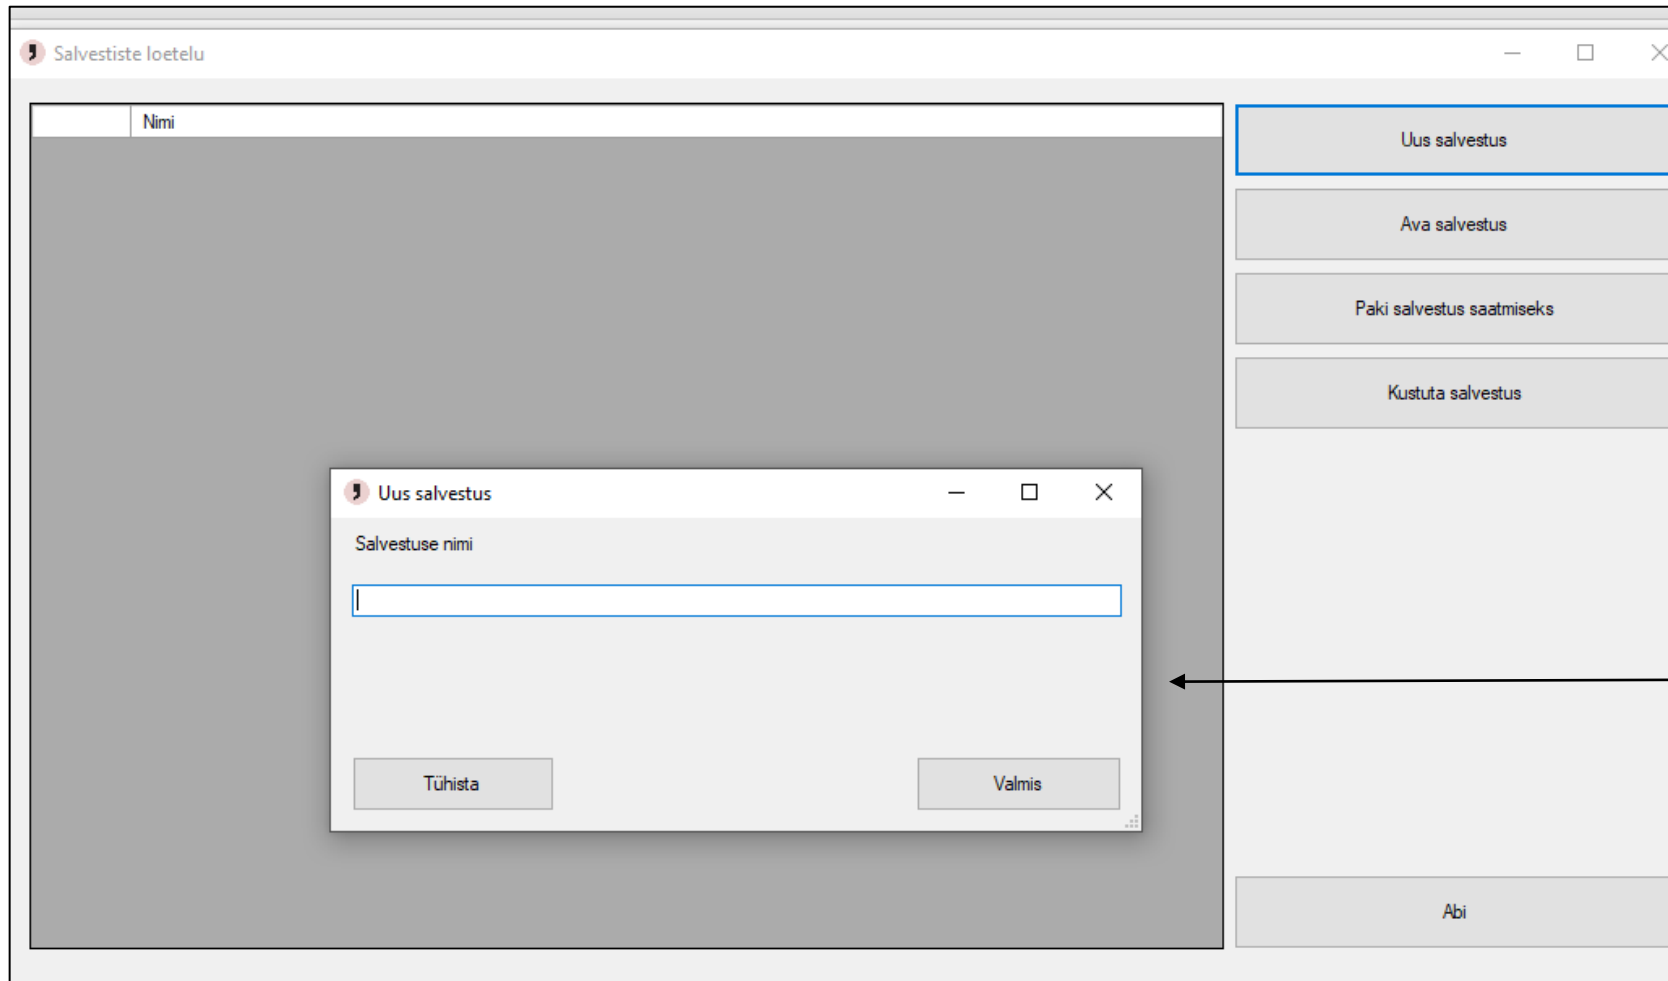 Salvestiste loetelu
Nimi
Uus salvestus
Ava salvestus
Paki salvestus saatmiseks
Kustuta salvestus
Uus salvestus
Salvestuse nimi
Tühista
Valmis
Abi